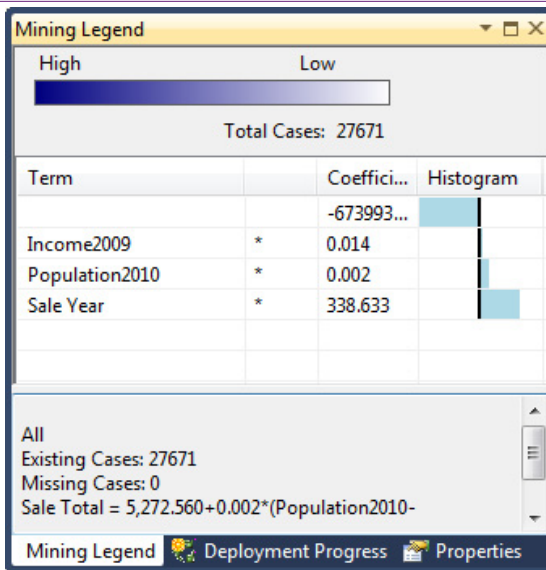 Mining Legend
High Low
Total Cases: 27671
Term Coeffici... Histogram
-673993...
Income2009 * 0.014
Population2010 * 0.002
Sale Year * 338.633
All
Existing Cases: 27671
Missing Cases: 0
Sale Total = 5,272.560+0.002*(Population2010-
Mining Legend Deployment Progress Properties